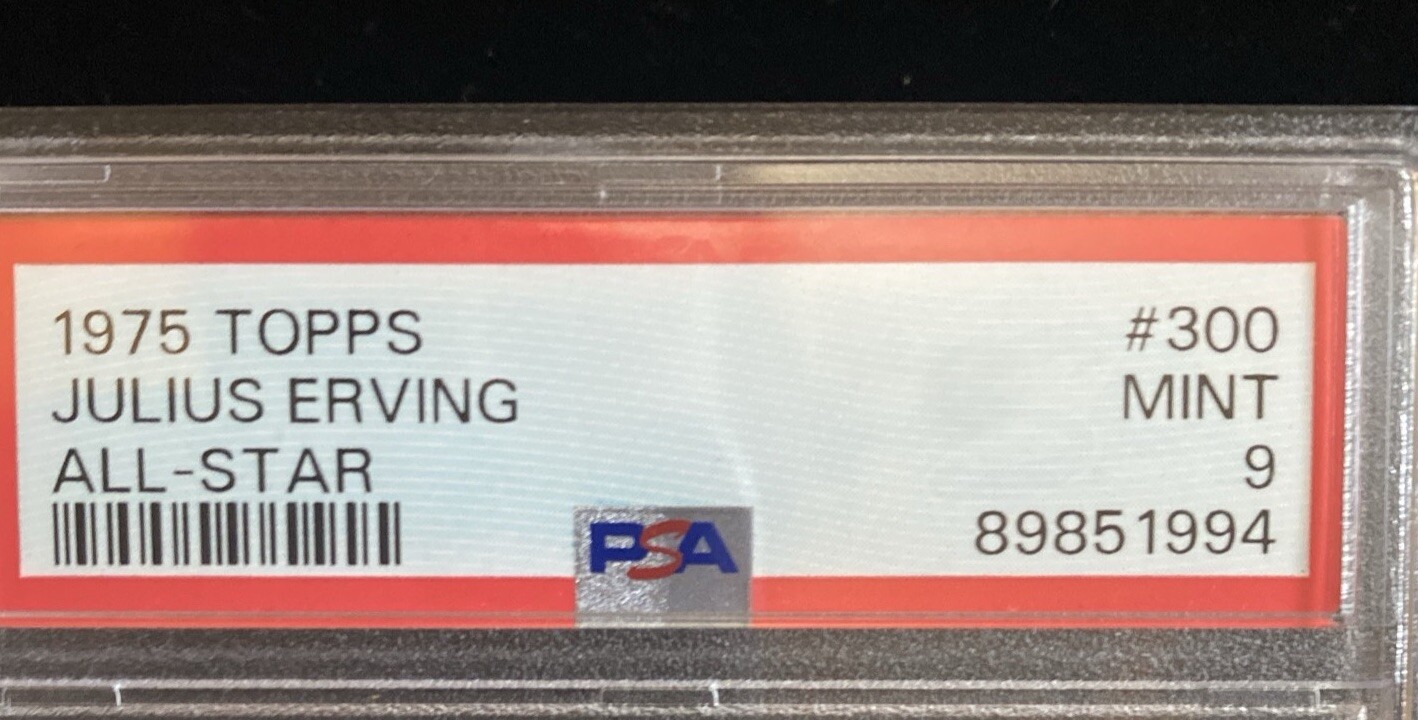 1975 TOPPS #300
JULIUS ERVING MINT
ALL-STAR 9
PSA 89851994